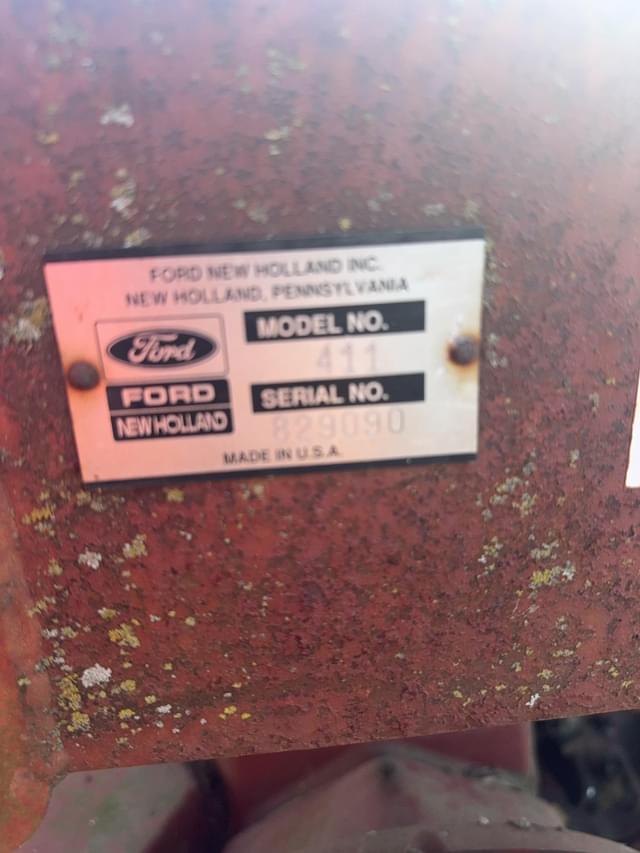 FORD NEW HOLLAND INC.
NEW HOLLAND, PENNSYLVANIA
Ford
FORD
NEW HOLLAND
MODEL NO.
411
SERIAL NO.
829090
MADE IN U.S.A.